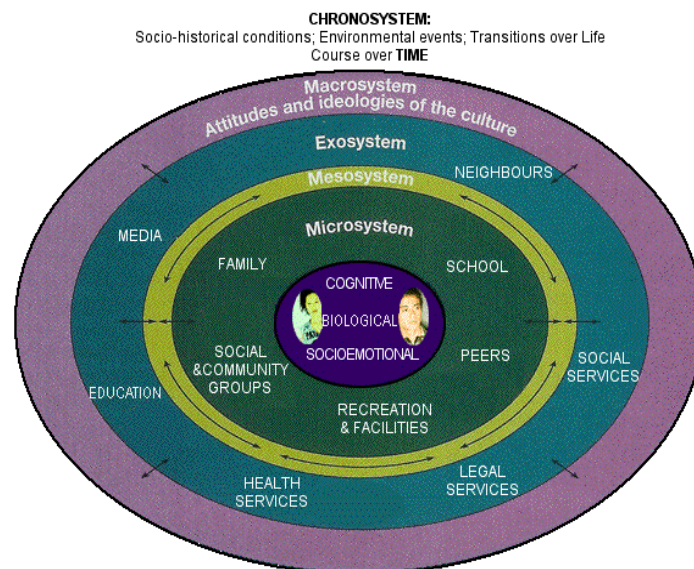 CHRONOSYSTEM:
Socio-historical conditions; Environmental events; Transitions over Life
Course over TIME
Macrosystem
Attitudes and ideologies of the culture
Exosystem
NEIGHBOURS
Mesosystem
Microsystem
MEDIA
FAMILY
SCHOOL
COGNITIVE
BIOLOGICAL
SOCIOEMOTIONAL
SOCIAL
&COMMUNITY
GROUPS
PEERS
SOCIAL
SERVICES
EDUCATION
RECREATION
& FACILITIES
HEALTH
SERVICES
LEGAL
SERVICES